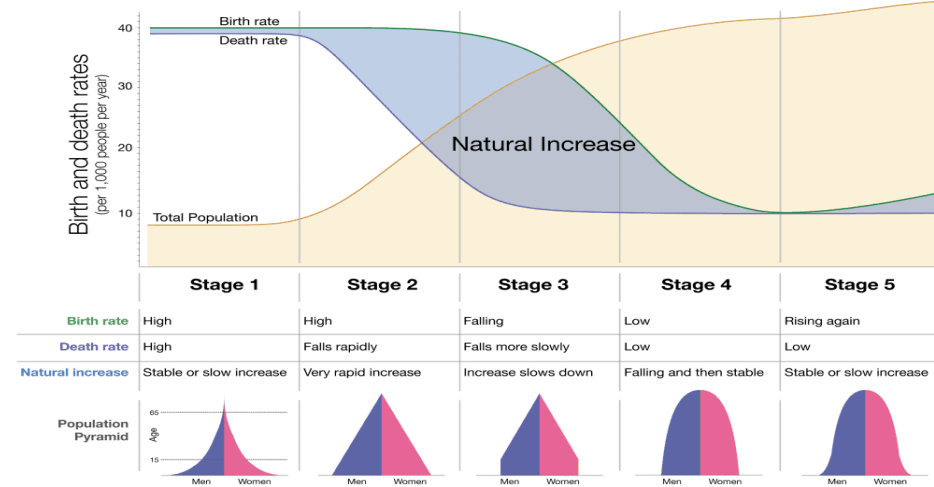 Birth and death rates
(per 1,000 people per year)
40
30
20
10
Birth rate
Death rate
Natural Increase
Total Population
Stage 1 Stage 2 Stage 3 Stage 4 Stage 5
Birth rate High High Falling Low Rising again
Death rate High Falls rapidly Falls more slowly Low Low
Natural increase Stable or slow increase Very rapid increase Increase slows down Falling and then stable Stable or slow increase
Population
Pyramid
65
Age
15
Men Women Men Women Men Women Men Women Men Women